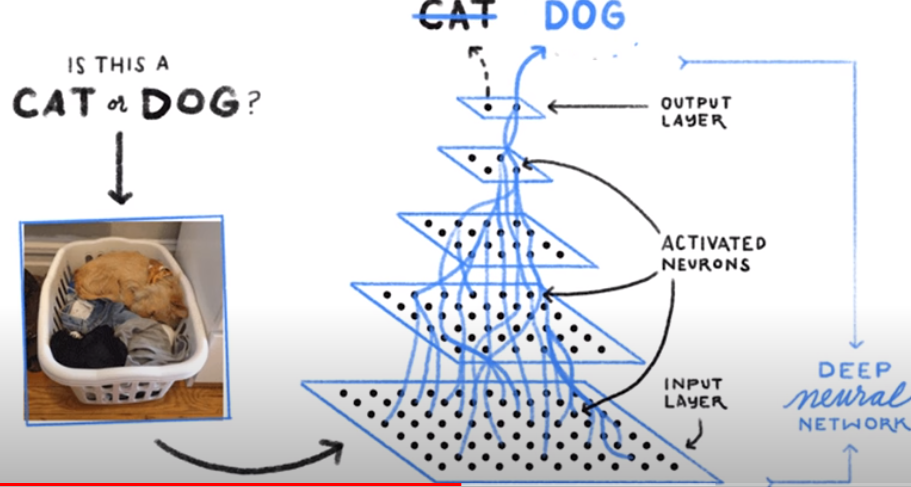 CAT DOG
IS THIS A
CAT or DOG?
OUTPUT
LAYER
ACTIVATED
NEURONS
INPUT
LAYER
DEEP
neural
NETWORK